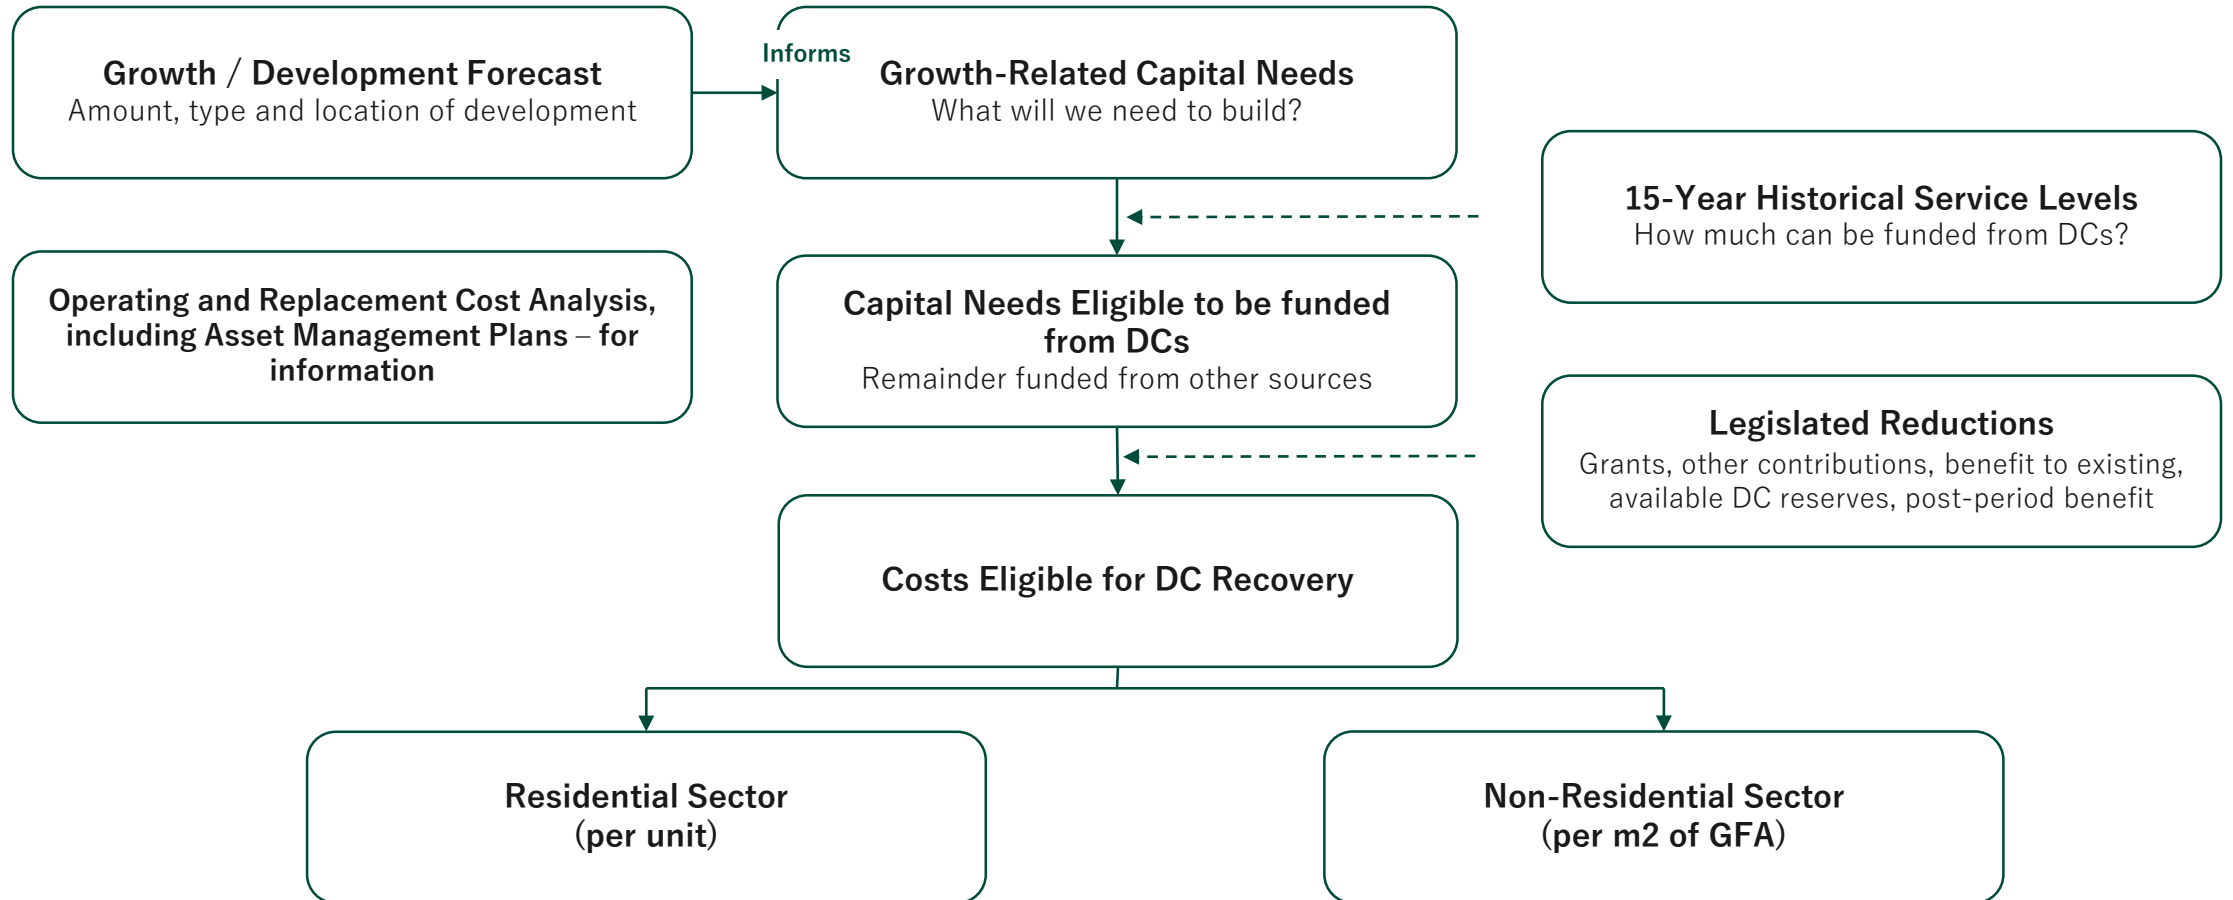 Growth / Development Forecast
Amount, type and location of development
Informs
Growth-Related Capital Needs
What will we need to build?
15-Year Historical Service Levels
How much can be funded from DCs?
Operating and Replacement Cost Analysis,
including Asset Management Plans – for
information
Capital Needs Eligible to be funded
from DCs
Remainder funded from other sources
Legislated Reductions
Grants, other contributions, benefit to existing,
available DC reserves, post-period benefit
Costs Eligible for DC Recovery
Residential Sector
(per unit)
Non-Residential Sector
(per m2 of GFA)